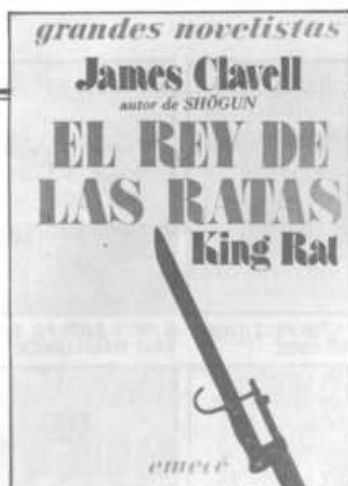 grandes novelistas
James Clavell
autor de SHŌGUN
EL REY DE
LAS RATAS
King Rat
emecé